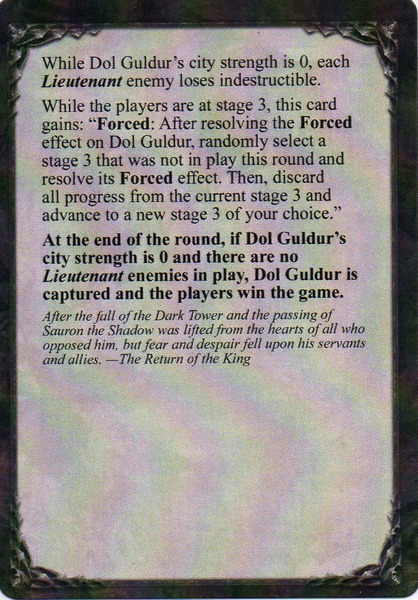 While Dol Guldur's city strength is 0, each
Lieutenant enemy loses indestructible.
While the players are at stage 3, this card
gains: “Forced: After resolving the Forced
effect on Dol Guldur, randomly select a
stage 3 that was not in play this round and
resolve its Forced effect. Then, discard
all progress from the current stage 3 and
advance to a new stage 3 of your choice.”
At the end of the round, if Dol Guldur's
city strength is 0 and there are no
Lieutenant enemies in play, Dol Guldur is
captured and the players win the game.
After the fall of the Dark Tower and the passing of
Sauron the Shadow was lifted from the hearts of all who
opposed him, but fear and despair fell upon his servants
and allies. —The Return of the King